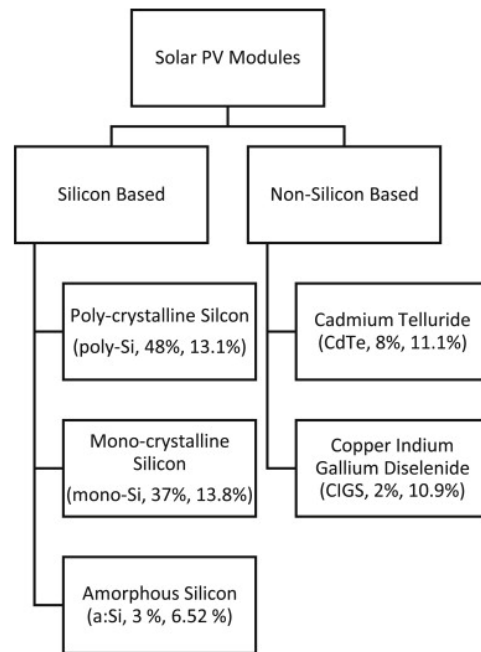 Solar PV Modules
Silicon Based
Non-Silicon Based
Poly-crystalline Silcon
(poly-Si, 48%, 13.1%)
Mono-crystalline
Silicon
(mono-Si, 37%, 13.8%)
Amorphous Silicon
(a:Si, 3 %, 6.52 %)
Cadmium Telluride
(CdTe, 8%, 11.1%)
Copper Indium
Gallium Diselenide
(CIGS, 2%, 10.9%)